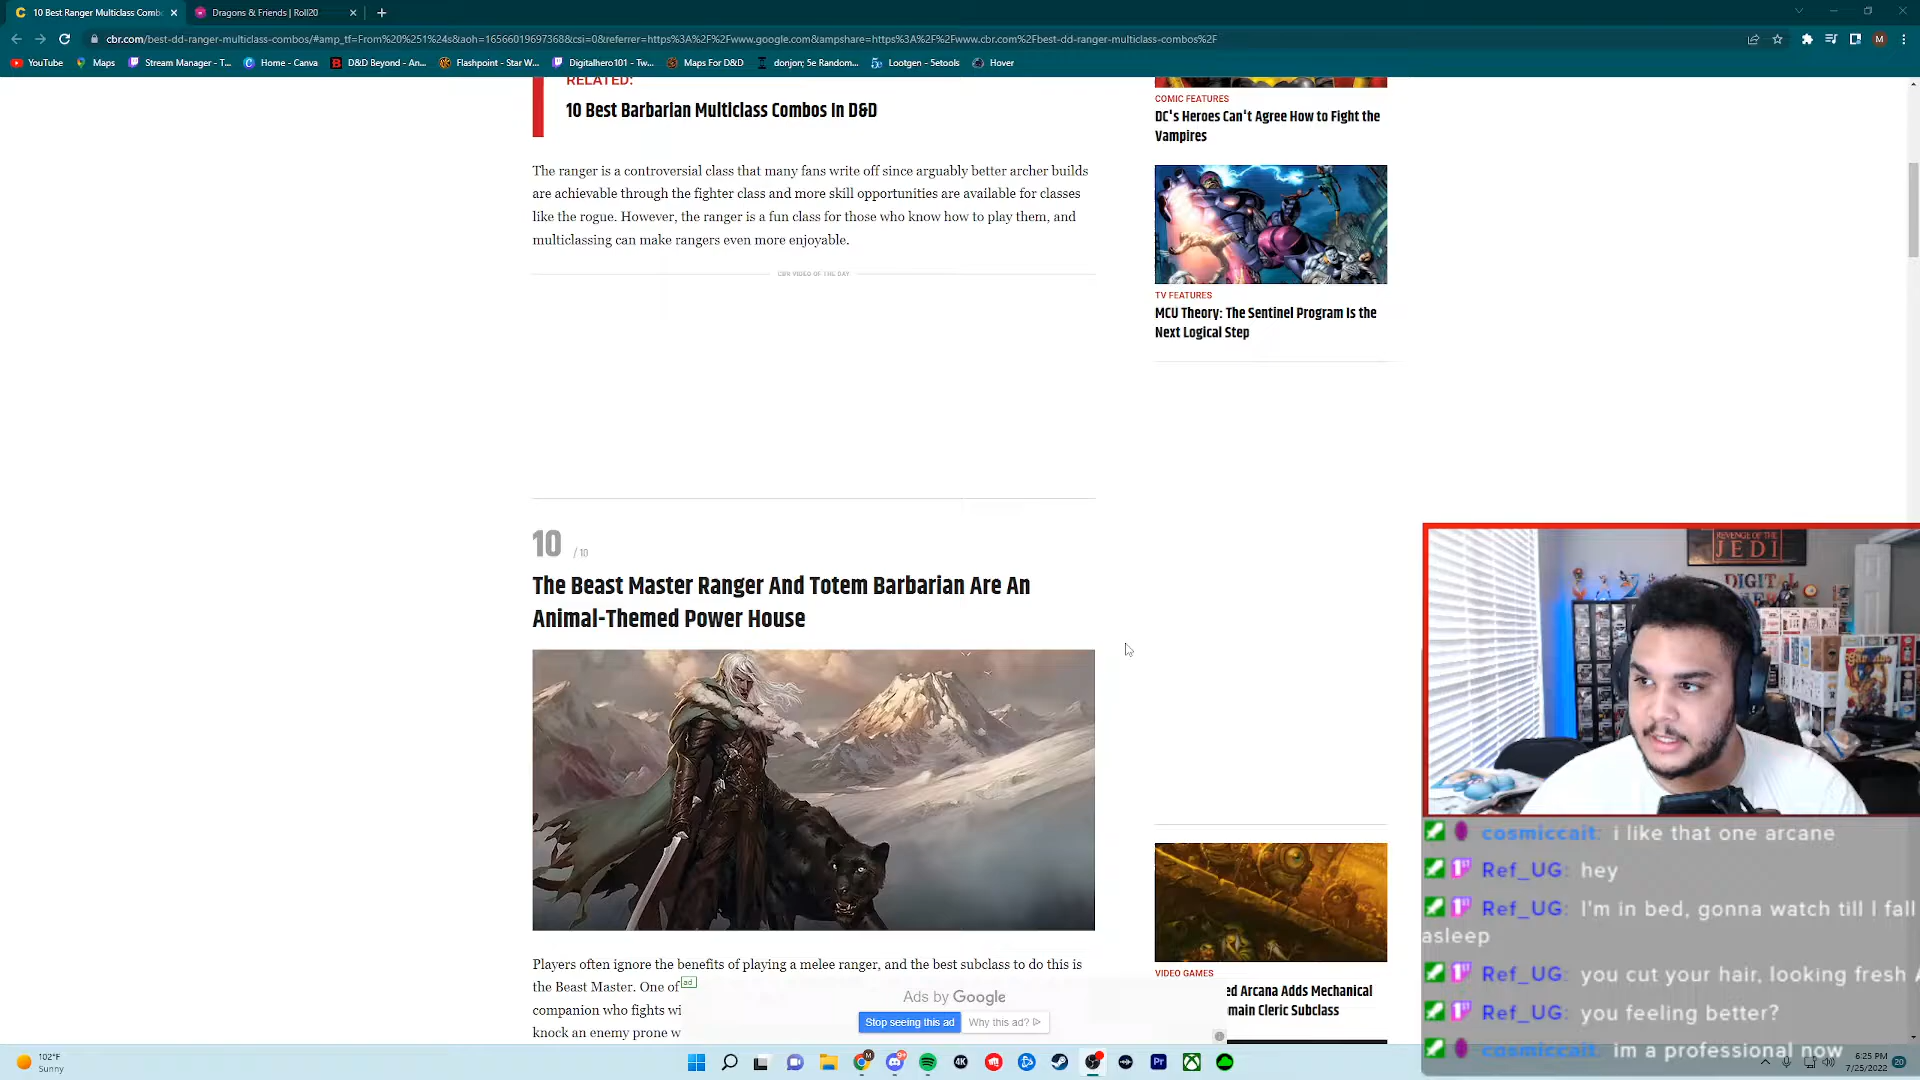 10 Best Ranger Multiclass Comb
Dragons & Friends | Roll20
cbr.com/best-dd-ranger-multiclass-combos/#amp_tf=From%20%251%24s&aoh=16566019697368&csi=0&referrer=https%3A%2F%2Fwww.google.com&ampshare=https%3A%2F%2Fwww.cbr.com%2Fbest-dd-ranger-multiclass-combos%2F
YouTube Maps Stream Manager - T... Home - Canva D&D Beyond - An... Flashpoint - Star W... Digitalhero101 - Tw... Maps For D&D donjon; 5e Random... Lootgen - 5etools Hover
RELATED:
10 Best Barbarian Multiclass Combos In D&D
The ranger is a controversial class that many fans write off since arguably better archer builds
are achievable through the fighter class and more skill opportunities are available for classes
like the rogue. However, the ranger is a fun class for those who know how to play them, and
multiclassing can make rangers even more enjoyable.
CBR VIDEO OF THE DAY
10 / 10
The Beast Master Ranger And Totem Barbarian Are An
Animal-Themed Power House
Players often ignore the benefits of playing a melee ranger, and the best subclass to do this is
the Beast Master. One of
companion who fights wi
knock an enemy prone w
ad
Ads by Google
Stop seeing this ad
Why this ad?
COMIC FEATURES
DC's Heroes Can't Agree How to Fight the
Vampires
TV FEATURES
MCU Theory: The Sentinel Program Is the
Next Logical Step
VIDEO GAMES
ed Arcana Adds Mechanical
main Cleric Subclass
REVENGE OF THE
JEDI
DIGITAL
cosmiccait: i like that one arcane
Ref_UG: hey
Ref_UG: I'm in bed, gonna watch till I fall
asleep
Ref_UG: you cut your hair, looking fresh
Ref_UG: you feeling better?
cosmiccait: im a professional now
102°F
Sunny
9+
4K
Pr
6:25 PM
7/25/2022
20